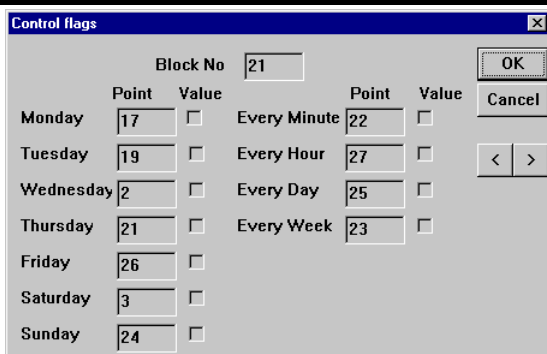 Control flags
Block No 21 OK
Point Value Point Value Cancel
Monday 17 Every Minute 22
Tuesday 19 Every Hour 27 < >
Wednesday 2 Every Day 25
Thursday 21 Every Week 23
Friday 26
Saturday 3
Sunday 24